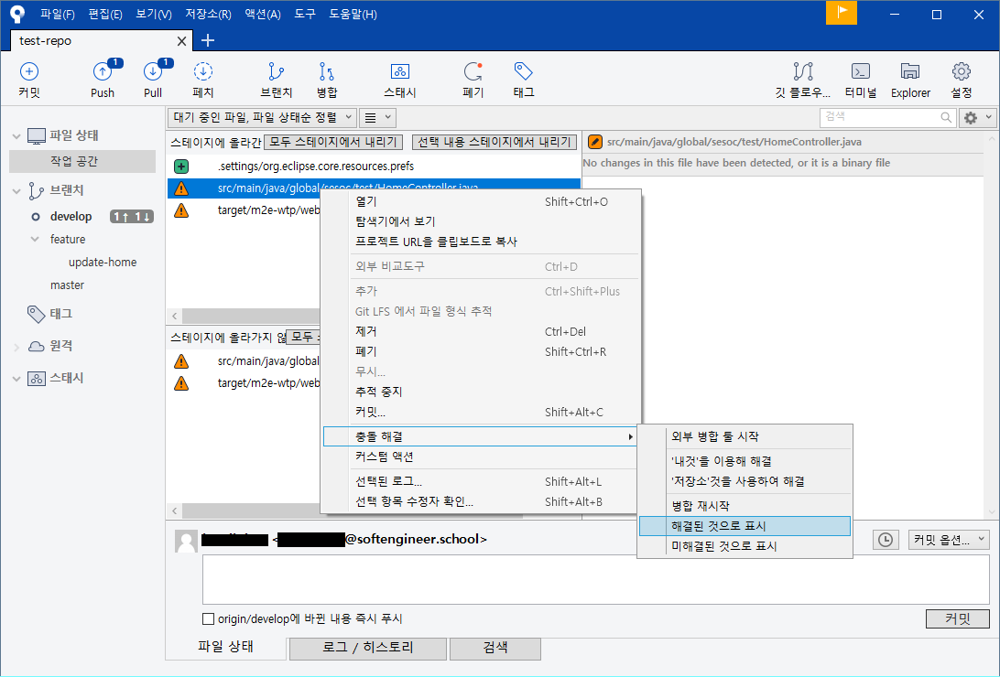 파일(F) 편집(E) 보기(V) 저장소(R) 액션(A) 도구 도움말(H)
test-repo
커밋
1
Push
1
Pull
페치
브랜치
병합
스태시
폐기
태그
깃 플로우...
터미널
Explorer
설정
파일 상태
작업 공간
브랜치
develop 1↑ 1↓
feature
update-home
master
태그
원격
스태시
대기 중인 파일, 파일 상태순 정렬
검색
스테이지에 올라간 모두 스테이지에서 내리기 선택 내용 스테이지에서 내리기
.settings/org.eclipse.core.resources.prefs
src/main/java/global/sesoc/test/HomeController.java
target/m2e-wtp/web
스테이지에 올라가지 않 모두
src/main/java/global
target/m2e-wtp/web
src/main/java/global/sesoc/test/HomeController.java
No changes in this file have been detected, or it is a binary file
열기 Shift+Ctrl+O
탐색기에서 보기
프로젝트 URL을 클립보드로 복사
외부 비교도구 Ctrl+D
추가 Ctrl+Shift+Plus
Git LFS 에서 파일 형식 추적
제거 Ctrl+Del
폐기 Shift+Ctrl+R
무시...
추적 중지
커밋... Shift+Alt+C
충돌 해결
커스텀 액션
선택된 로그... Shift+Alt+L
선택 항목 수정자 확인... Shift+Alt+B
외부 병합 툴 시작
'내것'을 이용해 해결
'저장소'것을 사용하여 해결
병합 재시작
해결된 것으로 표시
미해결된 것으로 표시
< @softengineer.school>
커밋 옵션...
origin/develop에 바뀐 내용 즉시 푸시
커밋
파일 상태
로그 / 히스토리
검색